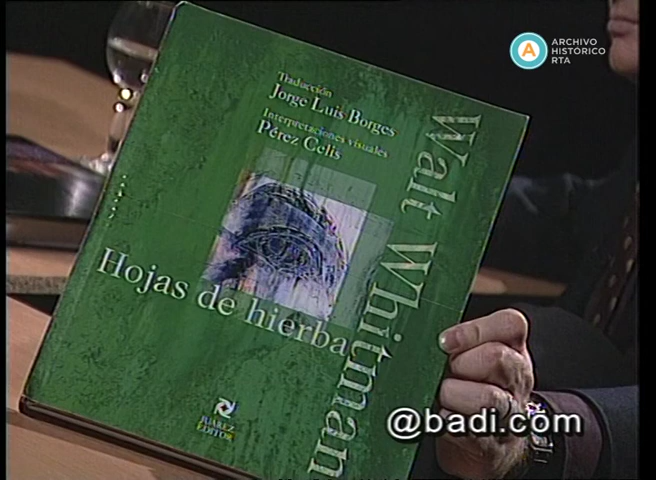 A
ARCHIVO
HISTÓRICO
RTA
Traducción
Jorge Luis Borges
Interpretaciones visuales
Pérez Celis
Walt Whitman
Hojas de hierba
JUÁREZ
EDITOR
@badi.com